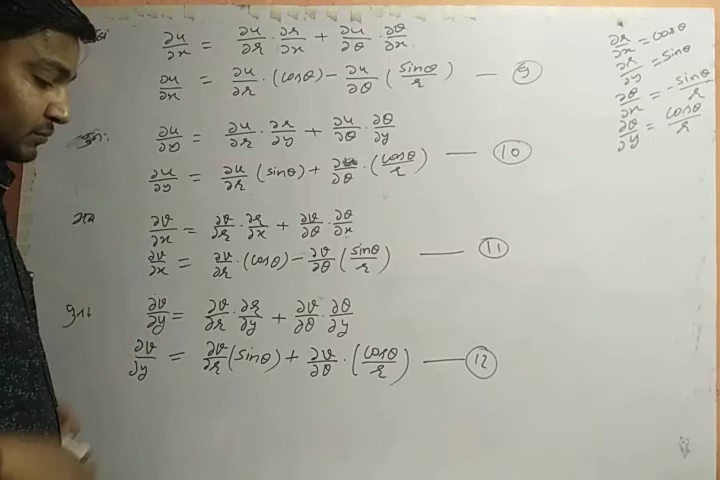 ∂u/∂x = ∂u/∂r · ∂r/∂x + ∂u/∂θ · ∂θ/∂x
∂u/∂x = ∂u/∂r · (cosθ) − ∂u/∂θ (sinθ/r) — 9
पुनः ∂u/∂y = ∂u/∂r · ∂r/∂y + ∂u/∂θ · ∂θ/∂y
∂u/∂y = ∂u/∂r (sinθ) + ∂u/∂θ · (cosθ/r) — 10
∂v/∂x = ∂v/∂r · ∂r/∂x + ∂v/∂θ · ∂θ/∂x
∂v/∂x = ∂v/∂r · (cosθ) − ∂v/∂θ (sinθ/r) — 11
∂v/∂y = ∂v/∂r · ∂r/∂y + ∂v/∂θ · ∂θ/∂y
∂v/∂y = ∂v/∂r (sinθ) + ∂v/∂θ · (cosθ/r) — 12
∂r/∂x = cosθ
∂r/∂y = sinθ
∂θ/∂x = −sinθ/r
∂θ/∂y = cosθ/r